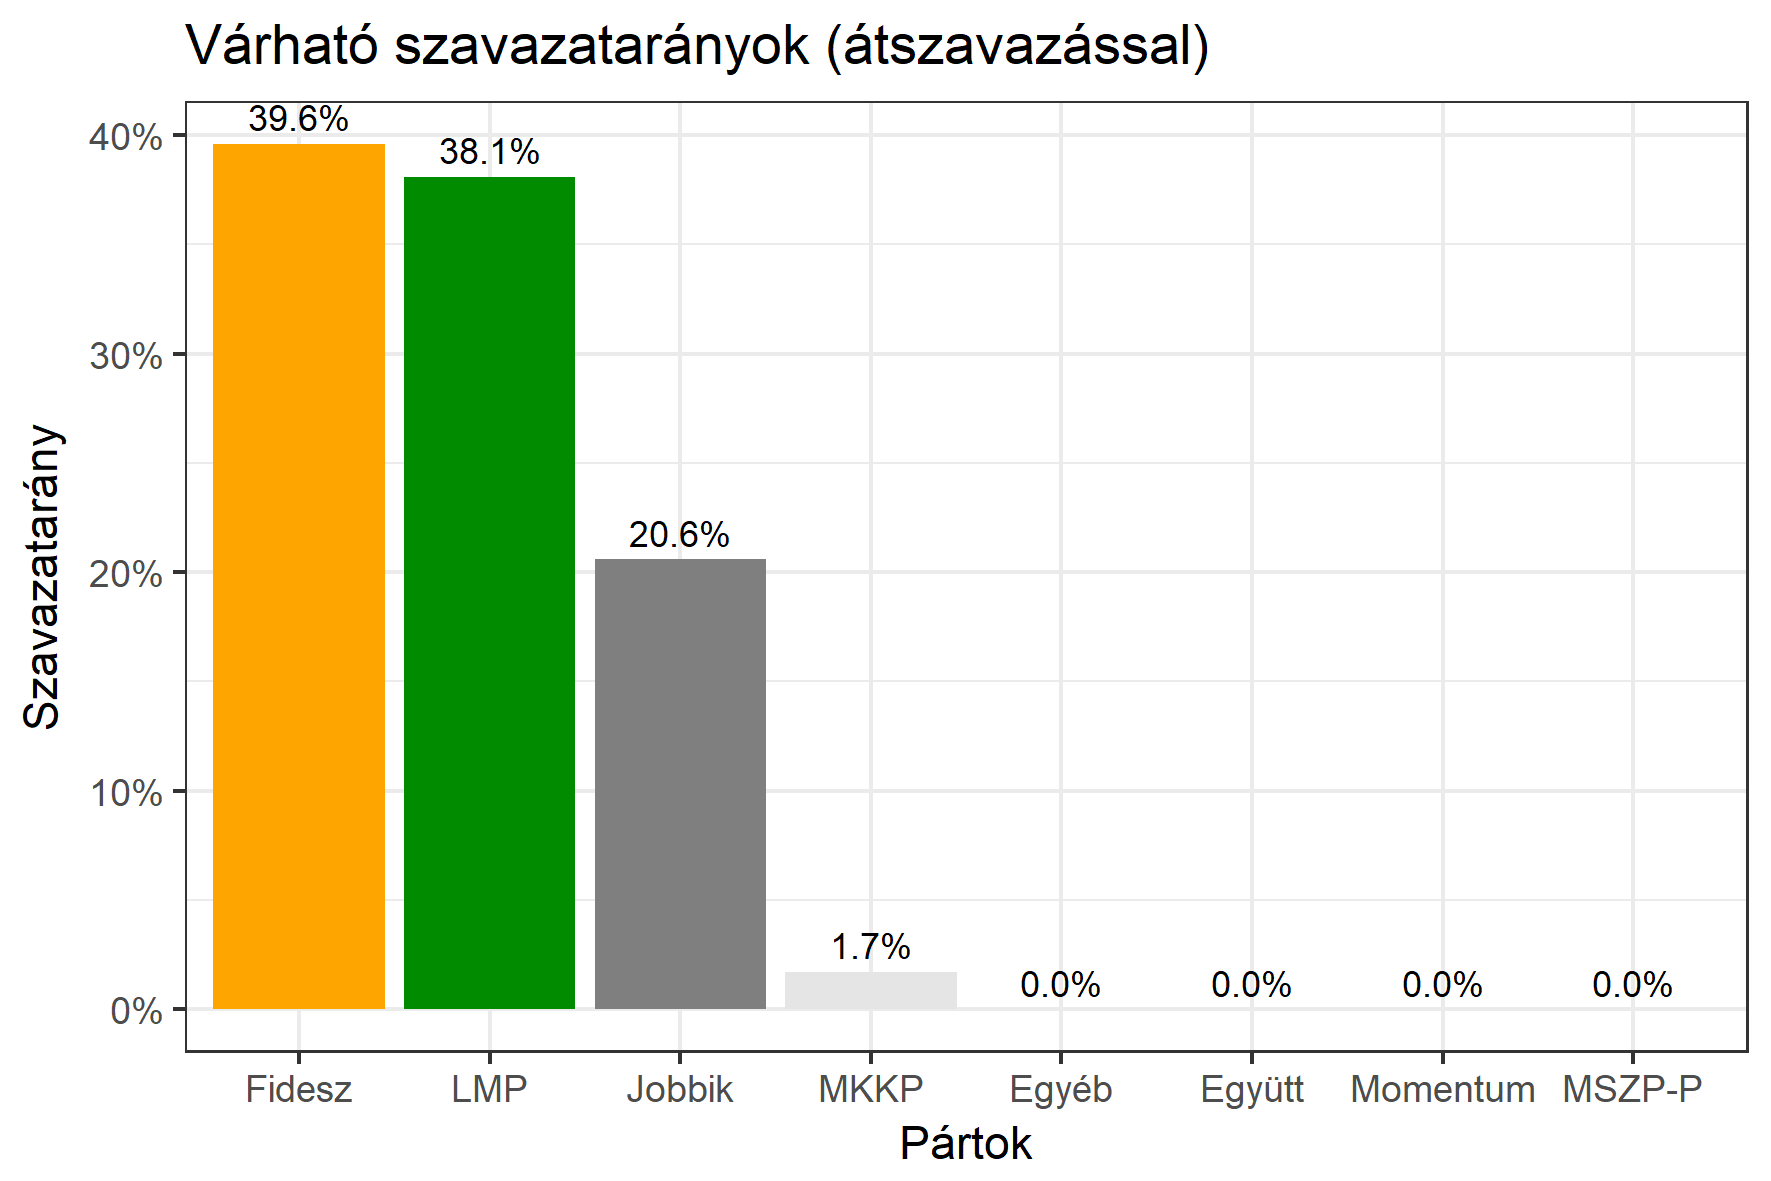 Várható szavazatarányok (átszavazással)
39.6%
38.1%
20.6%
1.7%
0.0%
0.0%
0.0%
0.0%
40%
30%
20%
10%
0%
Szavazatarány
Fidesz
LMP
Jobbik
MKKP
Egyéb
Együtt
Momentum
MSZP-P
Pártok